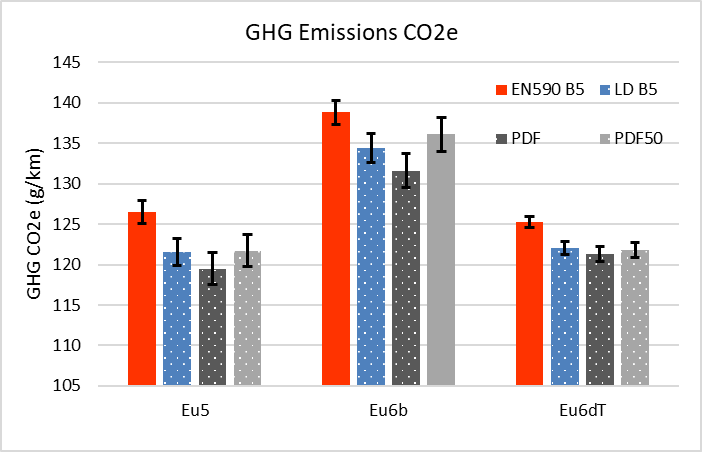 GHG Emissions CO2e
GHG CO2e (g/km)
145
140
135
130
125
120
115
110
105
EN590 B5
LD B5
PDF
PDF50
Eu5
Eu6b
Eu6dT